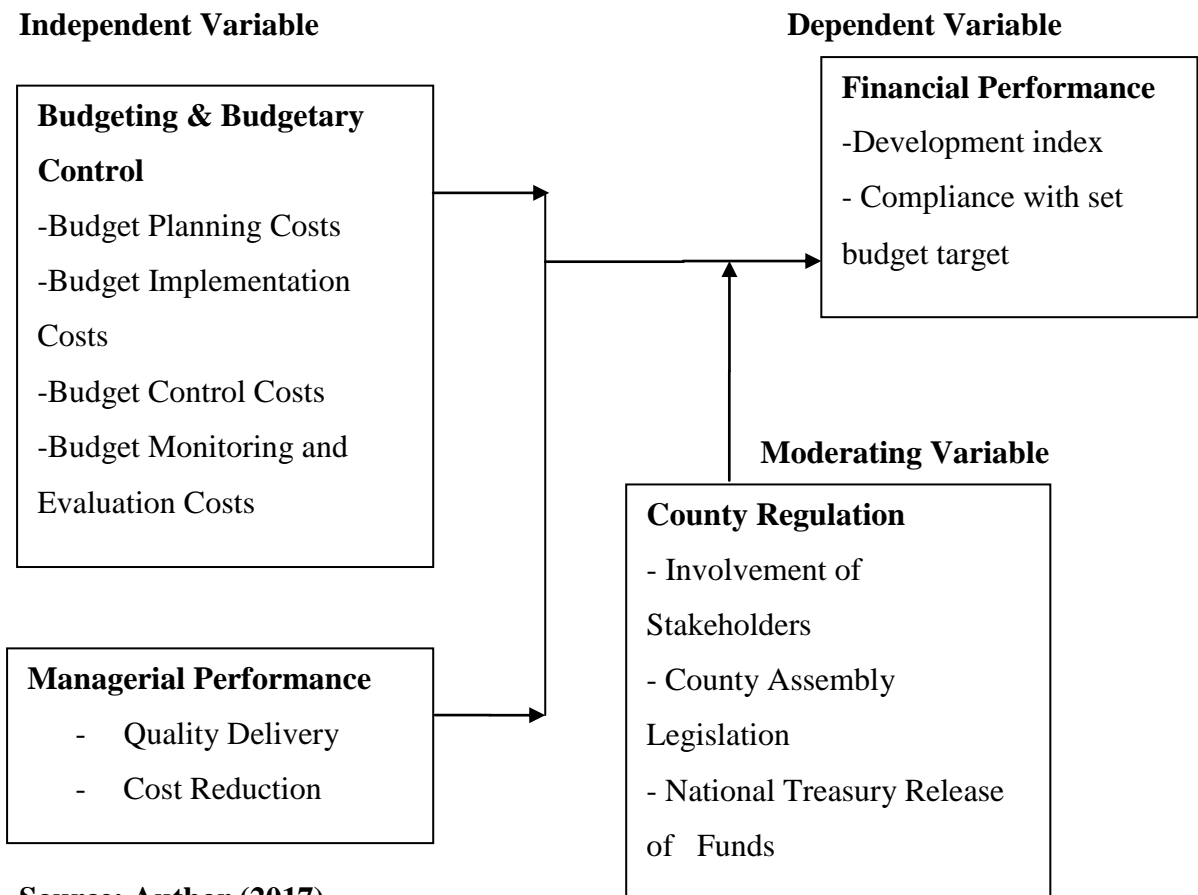 Independent Variable
Dependent Variable
Budgeting & Budgetary
Control
-Budget Planning Costs
-Budget Implementation
Costs
-Budget Control Costs
-Budget Monitoring and
Evaluation Costs
Financial Performance
-Development index
- Compliance with set
budget target
Moderating Variable
County Regulation
- Involvement of
Stakeholders
- County Assembly
Legislation
- National Treasury Release
of Funds
Managerial Performance
- Quality Delivery
- Cost Reduction
Source: Author (2017)